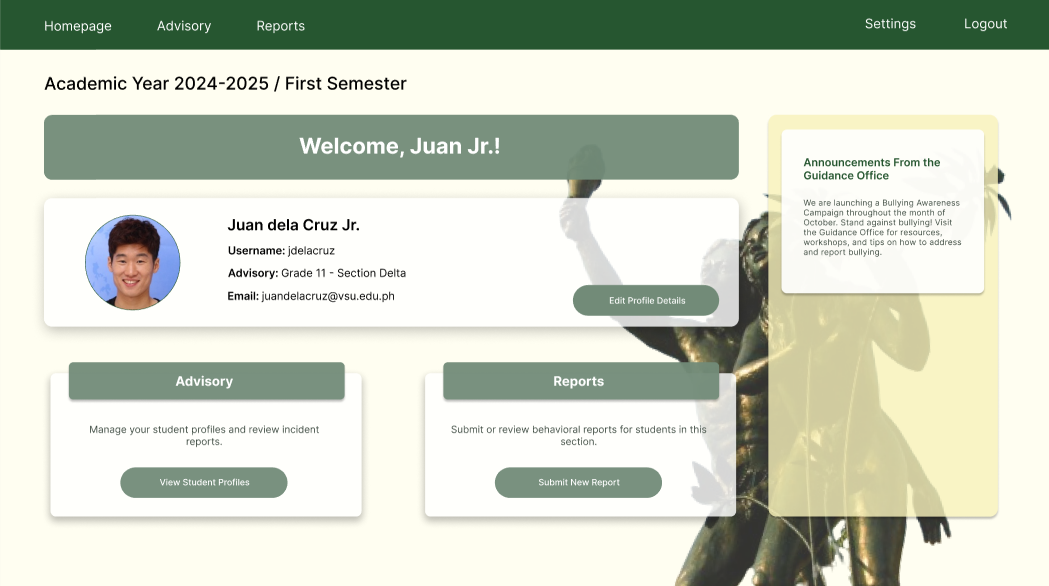 Homepage
Advisory
Reports
Settings
Logout
Academic Year 2024-2025 / First Semester
Welcome, Juan Jr.!
Juan dela Cruz Jr.
Username: jdelacruz
Advisory: Grade 11 - Section Delta
Email: juandelacruz@vsu.edu.ph
Edit Profile Details
Advisory
Manage your student profiles and review incident
reports.
View Student Profiles
Reports
Submit or review behavioral reports for students in this
section.
Submit New Report
Announcements From the
Guidance Office
We are launching a Bullying Awareness
Campaign throughout the month of
October. Stand against bullying! Visit
the Guidance Office for resources,
workshops, and tips on how to address
and report bullying.